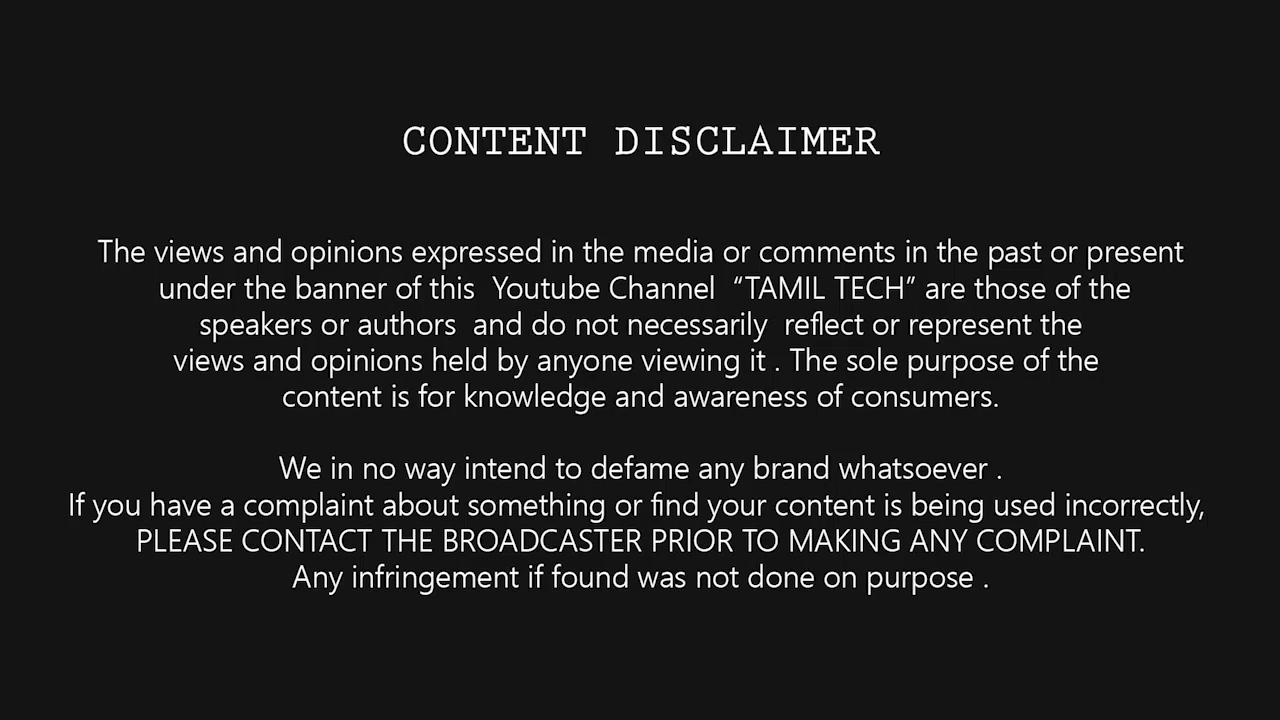 CONTENT DISCLAIMER
The views and opinions expressed in the media or comments in the past or present
under the banner of this  Youtube Channel  “TAMIL TECH” are those of the
speakers or authors  and do not necessarily  reflect or represent the
views and opinions held by anyone viewing it . The sole purpose of the
content is for knowledge and awareness of consumers.
We in no way intend to defame any brand whatsoever .
If you have a complaint about something or find your content is being used incorrectly,
PLEASE CONTACT THE BROADCASTER PRIOR TO MAKING ANY COMPLAINT.
Any infringement if found was not done on purpose .